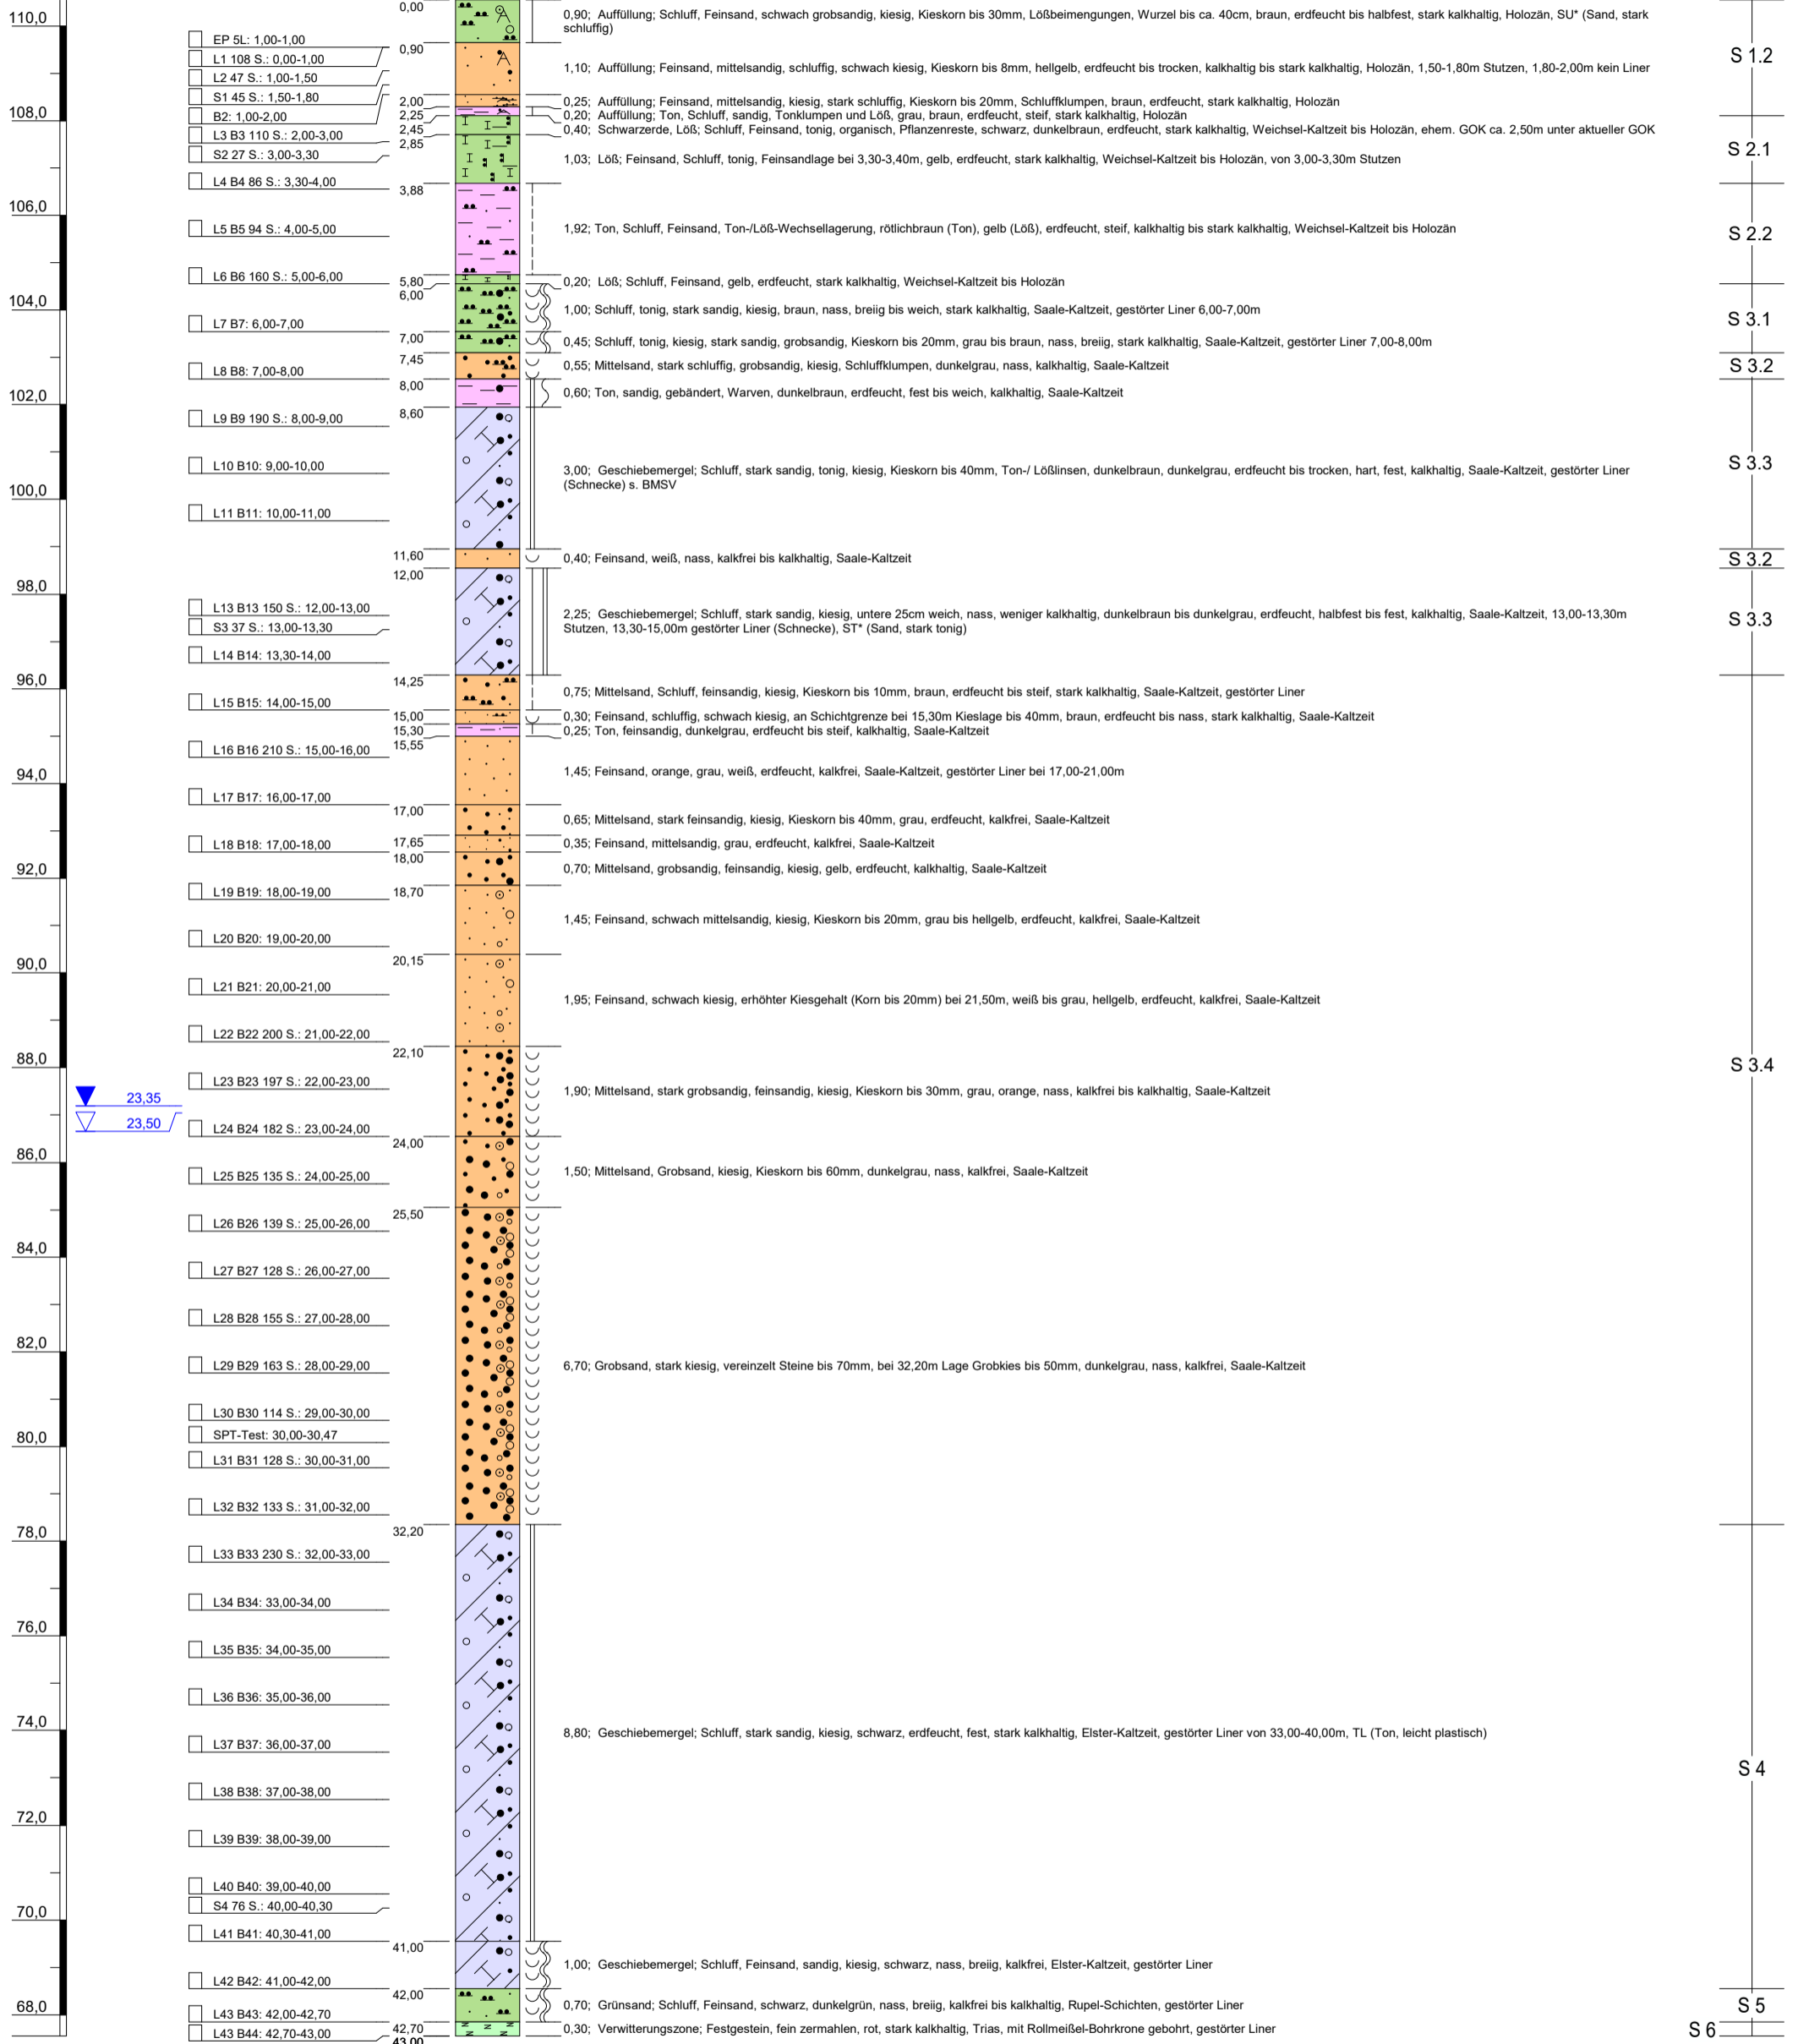 110,0
108,0
106,0
104,0
102,0
100,0
98,0
96,0
94,0
92,0
90,0
88,0
86,0
84,0
82,0
80,0
78,0
76,0
74,0
72,0
70,0
68,0
23,35
23,50
EP 5L: 1,00-1,00
L1 108 S.: 0,00-1,00
L2 47 S.: 1,00-1,50
S1 45 S.: 1,50-1,80
B2: 1,00-2,00
L3 B3 110 S.: 2,00-3,00
S2 27 S.: 3,00-3,30
L4 B4 86 S.: 3,30-4,00
L5 B5 94 S.: 4,00-5,00
L6 B6 160 S.: 5,00-6,00
L7 B7: 6,00-7,00
L8 B8: 7,00-8,00
L9 B9 190 S.: 8,00-9,00
L10 B10: 9,00-10,00
L11 B11: 10,00-11,00
L13 B13 150 S.: 12,00-13,00
S3 37 S.: 13,00-13,30
L14 B14: 13,30-14,00
L15 B15: 14,00-15,00
L16 B16 210 S.: 15,00-16,00
L17 B17: 16,00-17,00
L18 B18: 17,00-18,00
L19 B19: 18,00-19,00
L20 B20: 19,00-20,00
L21 B21: 20,00-21,00
L22 B22 200 S.: 21,00-22,00
L23 B23 197 S.: 22,00-23,00
L24 B24 182 S.: 23,00-24,00
L25 B25 135 S.: 24,00-25,00
L26 B26 139 S.: 25,00-26,00
L27 B27 128 S.: 26,00-27,00
L28 B28 155 S.: 27,00-28,00
L29 B29 163 S.: 28,00-29,00
L30 B30 114 S.: 29,00-30,00
SPT-Test: 30,00-30,47
L31 B31 128 S.: 30,00-31,00
L32 B32 133 S.: 31,00-32,00
L33 B33 230 S.: 32,00-33,00
L34 B34: 33,00-34,00
L35 B35: 34,00-35,00
L36 B36: 35,00-36,00
L37 B37: 36,00-37,00
L38 B38: 37,00-38,00
L39 B39: 38,00-39,00
L40 B40: 39,00-40,00
S4 76 S.: 40,00-40,30
L41 B41: 40,30-41,00
L42 B42: 41,00-42,00
L43 B43: 42,00-42,70
L43 B44: 42,70-43,00
0,00
0,90
2,00
2,25
2,45
2,85
3,88
5,80
6,00
7,00
7,45
8,00
8,60
11,60
12,00
14,25
15,00
15,30
15,55
17,00
17,65
18,00
18,70
20,15
22,10
24,00
25,50
32,20
41,00
42,00
42,70
43,00
A
A
0,90; Auffüllung; Schluff, Feinsand, schwach grobsandig, kiesig, Kieskorn bis 30mm, Lößbeimengungen, Wurzel bis ca. 40cm, braun, erdfeucht bis halbfest, stark kalkhaltig, Holozän, SU* (Sand, stark
schluffig)
1,10; Auffüllung; Feinsand, mittelsandig, schluffig, schwach kiesig, Kieskorn bis 8mm, hellgelb, erdfeucht bis trocken, kalkhaltig bis stark kalkhaltig, Holozän, 1,50-1,80m Stutzen, 1,80-2,00m kein Liner
0,25; Auffüllung; Feinsand, mittelsandig, kiesig, stark schluffig, Kieskorn bis 20mm, Schluffklumpen, braun, erdfeucht, stark kalkhaltig, Holozän
0,20; Auffüllung; Ton, Schluff, sandig, Tonklumpen und Löß, grau, braun, erdfeucht, steif, stark kalkhaltig, Holozän
0,40; Schwarzerde, Löß; Schluff, Feinsand, tonig, organisch, Pflanzenreste, schwarz, dunkelbraun, erdfeucht, stark kalkhaltig, Weichsel-Kaltzeit bis Holozän, ehem. GOK ca. 2,50m unter aktueller GOK
1,03; Löß; Feinsand, Schluff, tonig, Feinsandlage bei 3,30-3,40m, gelb, erdfeucht, stark kalkhaltig, Weichsel-Kaltzeit bis Holozän, von 3,00-3,30m Stutzen
1,92; Ton, Schluff, Feinsand, Ton-/Löß-Wechsellagerung, rötlichbraun (Ton), gelb (Löß), erdfeucht, steif, kalkhaltig bis stark kalkhaltig, Weichsel-Kaltzeit bis Holozän
0,20; Löß; Schluff, Feinsand, gelb, erdfeucht, stark kalkhaltig, Weichsel-Kaltzeit bis Holozän
1,00; Schluff, tonig, stark sandig, kiesig, braun, nass, breiig bis weich, stark kalkhaltig, Saale-Kaltzeit, gestörter Liner 6,00-7,00m
0,45; Schluff, tonig, kiesig, stark sandig, grobsandig, Kieskorn bis 20mm, grau bis braun, nass, breiig, stark kalkhaltig, Saale-Kaltzeit, gestörter Liner 7,00-8,00m
0,55; Mittelsand, stark schluffig, grobsandig, kiesig, Schluffklumpen, dunkelgrau, nass, kalkhaltig, Saale-Kaltzeit
0,60; Ton, sandig, gebändert, Warven, dunkelbraun, erdfeucht, fest bis weich, kalkhaltig, Saale-Kaltzeit
3,00; Geschiebemergel; Schluff, stark sandig, tonig, kiesig, Kieskorn bis 40mm, Ton-/ Lößlinsen, dunkelbraun, dunkelgrau, erdfeucht bis trocken, hart, fest, kalkhaltig, Saale-Kaltzeit, gestörter Liner
(Schnecke) s. BMSV
0,40; Feinsand, weiß, nass, kalkfrei bis kalkhaltig, Saale-Kaltzeit
2,25; Geschiebemergel; Schluff, stark sandig, kiesig, untere 25cm weich, nass, weniger kalkhaltig, dunkelbraun bis dunkelgrau, erdfeucht, halbfest bis fest, kalkhaltig, Saale-Kaltzeit, 13,00-13,30m
Stutzen, 13,30-15,00m gestörter Liner (Schnecke), ST* (Sand, stark tonig)
0,75; Mittelsand, Schluff, feinsandig, kiesig, Kieskorn bis 10mm, braun, erdfeucht bis steif, stark kalkhaltig, Saale-Kaltzeit, gestörter Liner
0,30; Feinsand, schluffig, schwach kiesig, an Schichtgrenze bei 15,30m Kieslage bis 40mm, braun, erdfeucht bis nass, stark kalkhaltig, Saale-Kaltzeit
0,25; Ton, feinsandig, dunkelgrau, erdfeucht bis steif, kalkhaltig, Saale-Kaltzeit
1,45; Feinsand, orange, grau, weiß, erdfeucht, kalkfrei, Saale-Kaltzeit, gestörter Liner bei 17,00-21,00m
0,65; Mittelsand, stark feinsandig, kiesig, Kieskorn bis 40mm, grau, erdfeucht, kalkfrei, Saale-Kaltzeit
0,35; Feinsand, mittelsandig, grau, erdfeucht, kalkfrei, Saale-Kaltzeit
0,70; Mittelsand, grobsandig, feinsandig, kiesig, gelb, erdfeucht, kalkhaltig, Saale-Kaltzeit
1,45; Feinsand, schwach mittelsandig, kiesig, Kieskorn bis 20mm, grau bis hellgelb, erdfeucht, kalkfrei, Saale-Kaltzeit
1,95; Feinsand, schwach kiesig, erhöhter Kiesgehalt (Korn bis 20mm) bei 21,50m, weiß bis grau, hellgelb, erdfeucht, kalkfrei, Saale-Kaltzeit
1,90; Mittelsand, stark grobsandig, feinsandig, kiesig, Kieskorn bis 30mm, grau, orange, nass, kalkfrei bis kalkhaltig, Saale-Kaltzeit
1,50; Mittelsand, Grobsand, kiesig, Kieskorn bis 60mm, dunkelgrau, nass, kalkfrei, Saale-Kaltzeit
6,70; Grobsand, stark kiesig, vereinzelt Steine bis 70mm, bei 32,20m Lage Grobkies bis 50mm, dunkelgrau, nass, kalkfrei, Saale-Kaltzeit
8,80; Geschiebemergel; Schluff, stark sandig, kiesig, schwarz, erdfeucht, fest, stark kalkhaltig, Elster-Kaltzeit, gestörter Liner von 33,00-40,00m, TL (Ton, leicht plastisch)
1,00; Geschiebemergel; Schluff, Feinsand, sandig, kiesig, schwarz, nass, breiig, kalkfrei, Elster-Kaltzeit, gestörter Liner
0,70; Grünsand; Schluff, Feinsand, schwarz, dunkelgrün, nass, breiig, kalkfrei bis kalkhaltig, Rupel-Schichten, gestörter Liner
0,30; Verwitterungszone; Festgestein, fein zermahlen, rot, stark kalkhaltig, Trias, mit Rollmeißel-Bohrkrone gebohrt, gestörter Liner
S 1.2
S 2.1
S 2.2
S 3.1
S 3.2
S 3.3
S 3.2
S 3.3
S 3.4
S 4
S 5
S 6